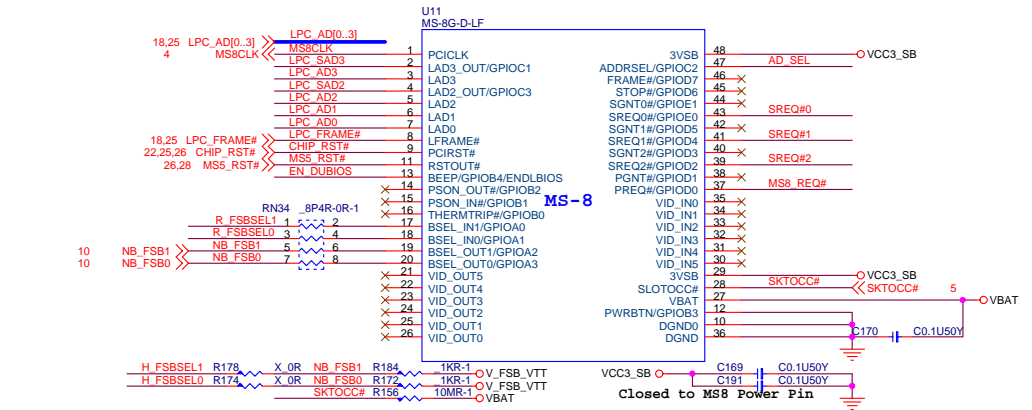 U11
MS-8G-D-LF
18,25 LPC_AD[0..3] LPC_AD[0..3]
4 MS8CLK MS8CLK 1 PCICLK 3VSB 48 VCC3_SB
LPC_SAD3 2 LAD3_OUT/GPIOC1 ADDRSEL/GPIOC2 47 AD_SEL
LPC_AD3 3 LAD3 FRAME#/GPIOD7 46
LPC_SAD2 4 LAD2_OUT/GPIOC3 STOP#/GPIOD6 45
LPC_AD2 5 LAD2 SGNT0#/GPIOE1 44
LPC_AD1 6 LAD1 SREQ0#/GPIOE0 43 SREQ#0
LPC_AD0 7 LAD0 SGNT1#/GPIOD5 42
18,25 LPC_FRAME# LPC_FRAME# 8 LFRAME# SREQ1#/GPIOD4 41 SREQ#1
22,25,26 CHIP_RST# CHIP_RST# 9 PCIRST# SGNT2#/GPIOD3 40
26,28 MS5_RST# MS5_RST# 11 RSTOUT# SREQ2#/GPIOD2 39 SREQ#2
EN_DUBIOS 13 BEEP/GPIOB4/ENDLBIOS PGNT#/GPIOD1 38
14 PSON_OUT#/GPIOB2 PREQ#/GPIOD0 37 MS8_REQ#
15 PSON_IN#/GPIOB1 MS-8 VID_IN0 35
RN34 _8P4R-0R-1 16 THERMTRIP#/GPIOB0 VID_IN1 34
R_FSBSEL1 1 2 17 BSEL_IN1/GPIOA0 VID_IN2 33
R_FSBSEL0 3 4 18 BSEL_IN0/GPIOA1 VID_IN3 32
10 NB_FSB1 NB_FSB1 5 6 19 BSEL_OUT1/GPIOA2 VID_IN4 31
10 NB_FSB0 NB_FSB0 7 8 20 BSEL_OUT0/GPIOA3 VID_IN5 30
21 VID_OUT5 3VSB 29 VCC3_SB
22 VID_OUT4 SLOTOCC# 28 SKTOCC# SKTOCC# 5
23 VID_OUT3 VBAT 27 VBAT
24 VID_OUT2 PWRBTN/GPIOB3 12
25 VID_OUT1 DGND0 10
26 VID_OUT0 DGND 36 C170 C0.1U50Y
H_FSBSEL1 R178 X_0R NB_FSB1 R184 _1KR-1 V_FSB_VTT VCC3_SB C169 C0.1U50Y
H_FSBSEL0 R174 X_0R NB_FSB0 R172 _1KR-1 V_FSB_VTT C191 C0.1U50Y
SKTOCC# R156 10MR-1 VBAT Closed to MS8 Power Pin